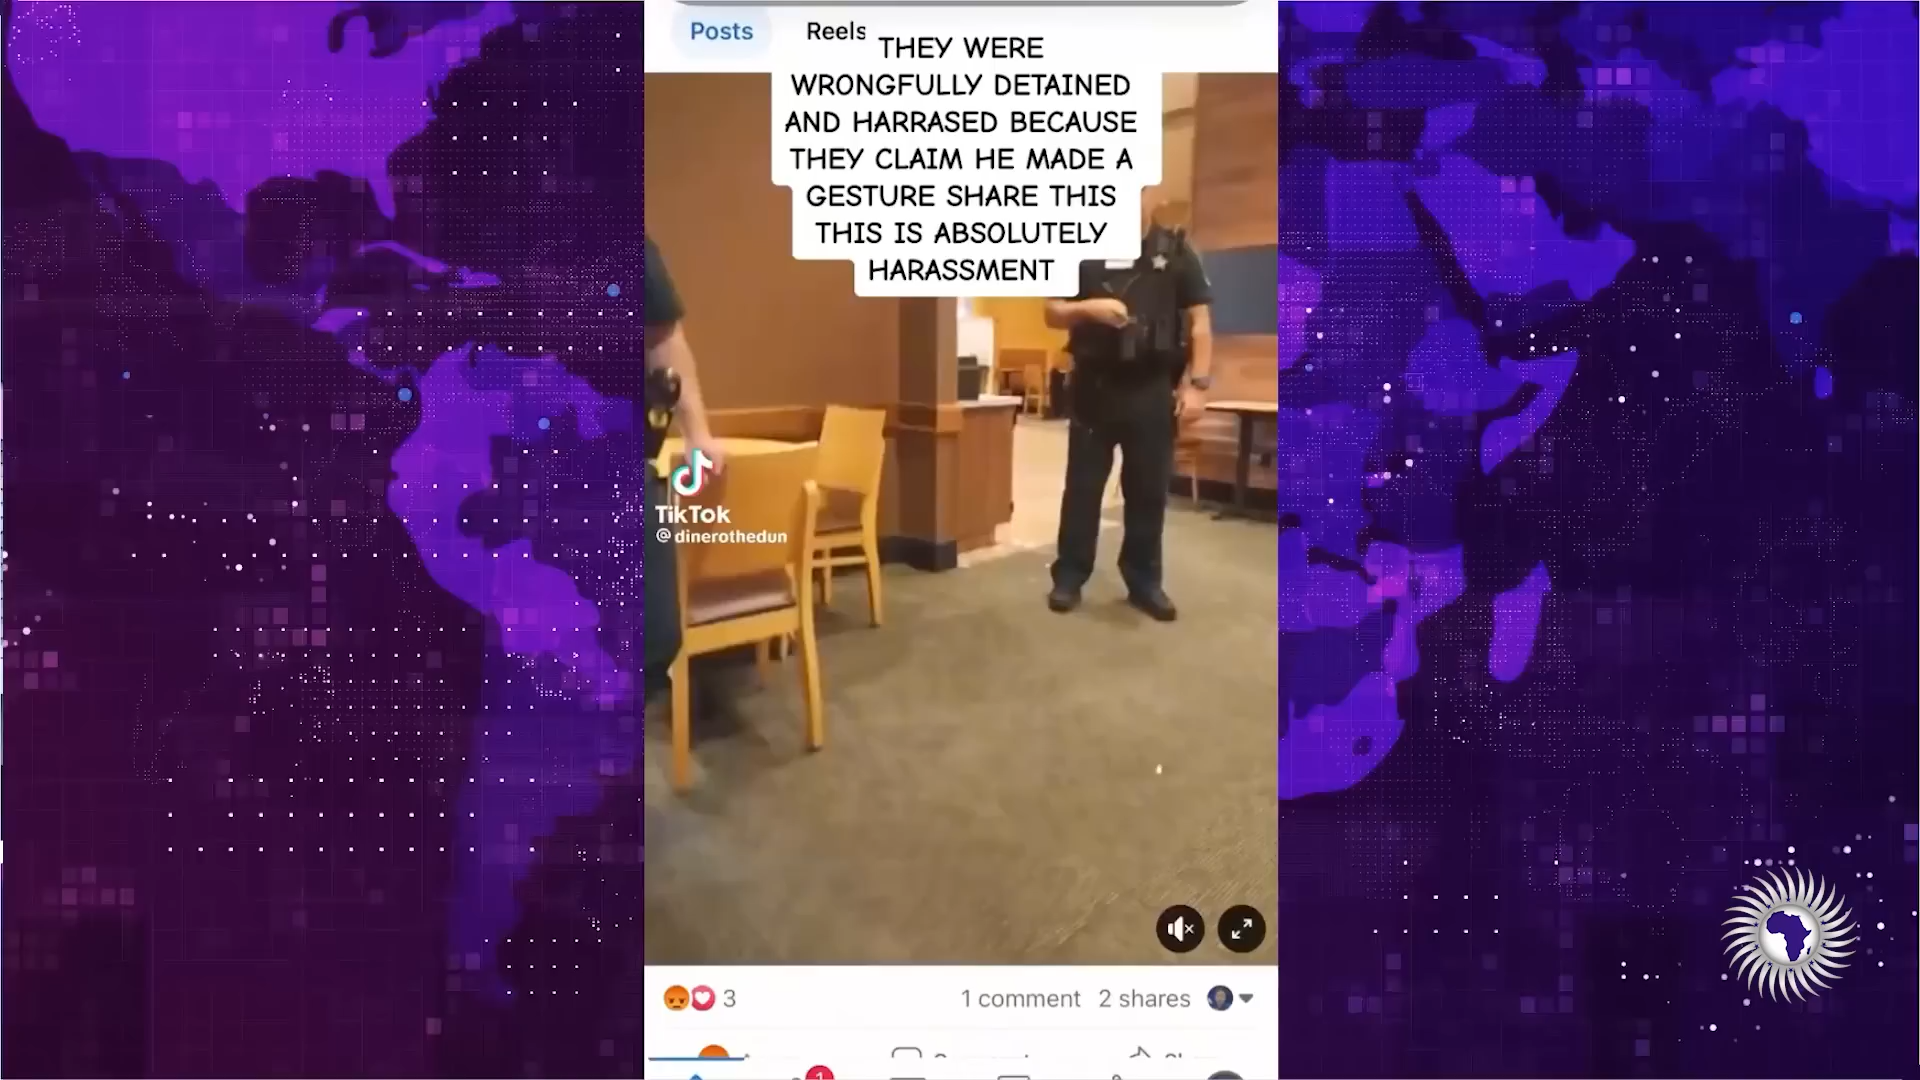 Posts
Reels
THEY WERE
WRONGFULLY DETAINED
AND HARRASED BECAUSE
THEY CLAIM HE MADE A
GESTURE SHARE THIS
THIS IS ABSOLUTELY
HARASSMENT
TikTok
@dinerothedun
3
1 comment
2 shares
1